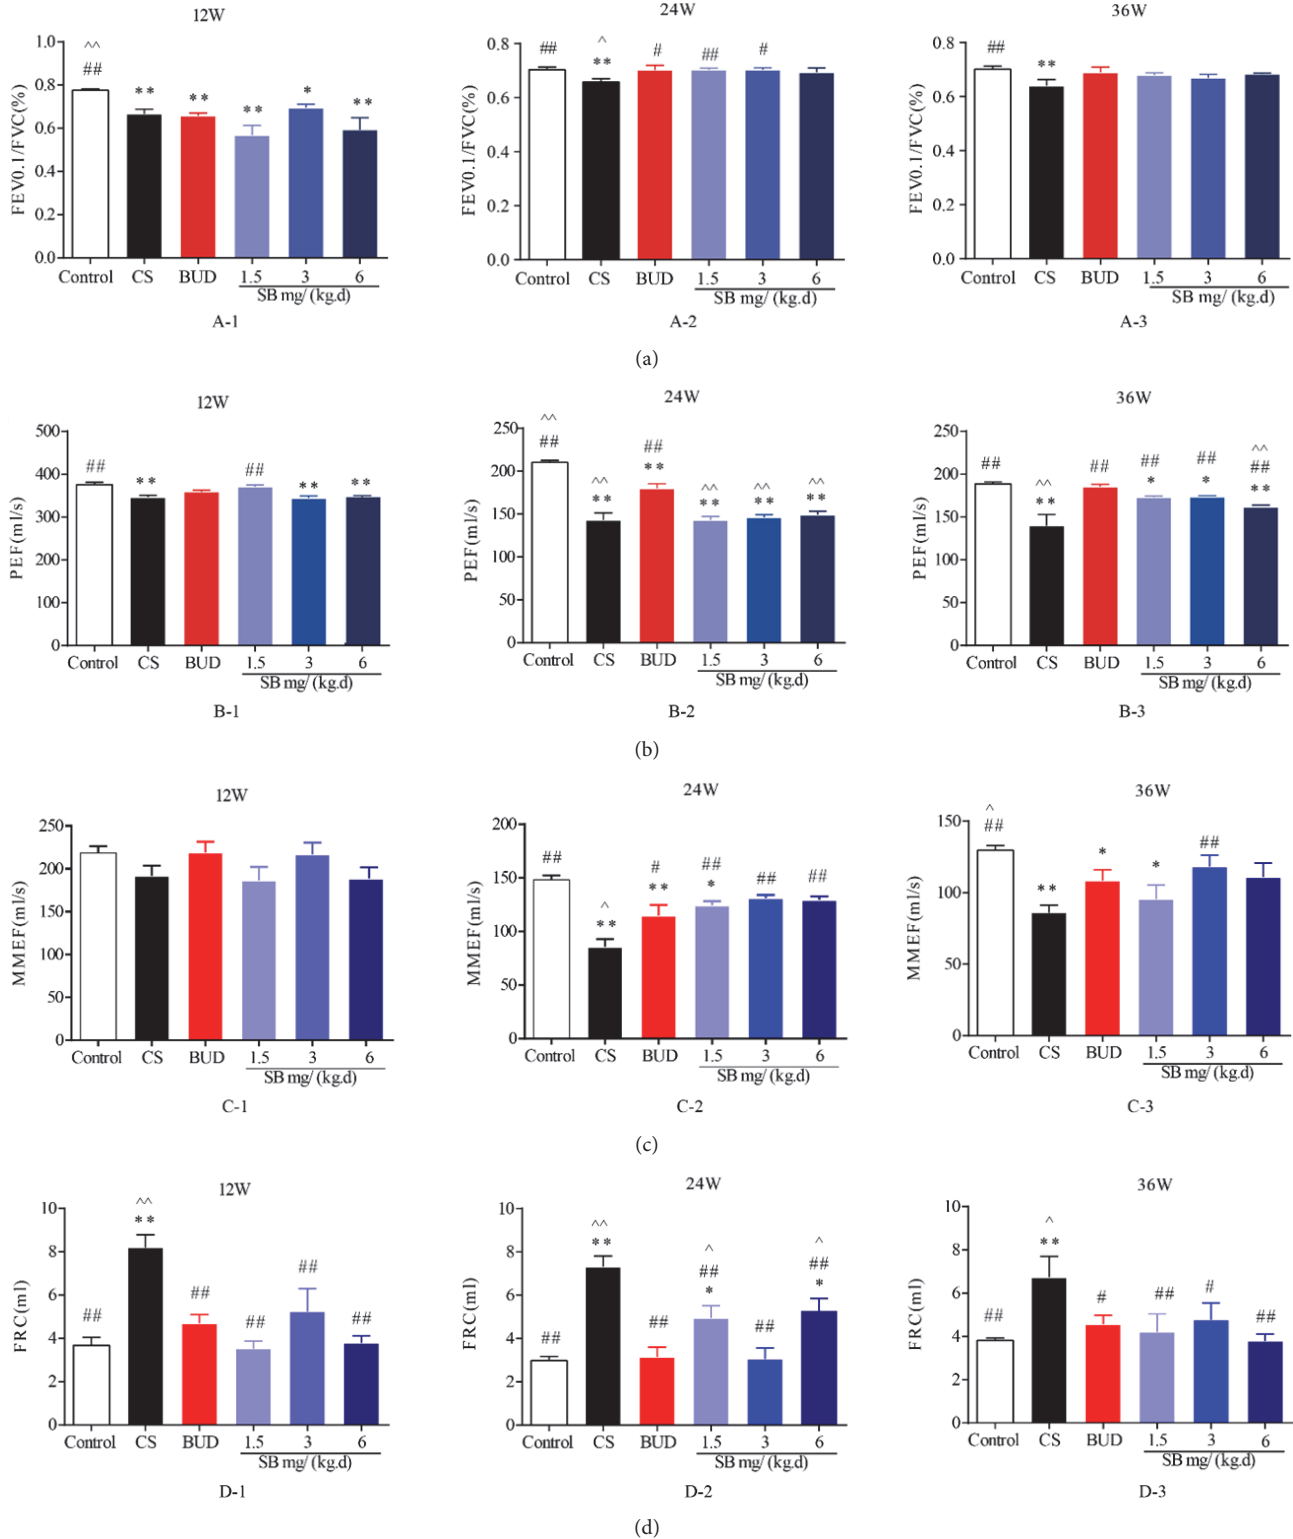 12W
FEV0.1/FVC(%)
1.0
0.8
0.6
0.4
0.2
0.0
^^
##
**
**
**
*
**
Control CS BUD 1.5 3 6
SB mg/ (kg.d)
A-1
24W
FEV0.1/FVC(%)
0.8
0.6
0.4
0.2
0.0
##
^
**
#
##
#
Control CS BUD 1.5 3 6
SB mg/ (kg.d)
A-2
36W
FEV0.1/FVC(%)
0.8
0.6
0.4
0.2
0.0
##
**
Control CS BUD 1.5 3 6
SB mg/ (kg.d)
A-3
(a)
12W
PEF(ml/s)
500
400
300
200
100
0
##
**
##
**
**
Control CS BUD 1.5 3 6
SB mg/ (kg.d)
B-1
24W
PEF(ml/s)
250
200
150
100
50
0
^^
##
^^
**
##
**
^^
**
^^
**
^^
**
Control CS BUD 1.5 3 6
SB mg/ (kg.d)
B-2
36W
PEF(ml/s)
250
200
150
100
50
0
##
^^
**
##
##
*
##
*
^^
##
**
Control CS BUD 1.5 3 6
SB mg/ (kg.d)
B-3
(b)
12W
MMEF(ml/s)
250
200
150
100
50
0
Control CS BUD 1.5 3 6
SB mg/ (kg.d)
C-1
24W
MMEF(ml/s)
200
150
100
50
0
##
^
**
#
**
##
*
##
##
Control CS BUD 1.5 3 6
SB mg/ (kg.d)
C-2
36W
MMEF(ml/s)
150
100
50
0
^
##
**
*
*
##
Control CS BUD 1.5 3 6
SB mg/ (kg.d)
C-3
(c)
12W
FRC(ml)
10
8
6
4
2
0
##
^^
**
##
##
##
##
Control CS BUD 1.5 3 6
SB mg/ (kg.d)
D-1
24W
FRC(ml)
10
8
6
4
2
0
##
^^
**
##
^
##
*
##
^
##
*
Control CS BUD 1.5 3 6
SB mg/ (kg.d)
D-2
36W
FRC(ml)
10
8
6
4
2
0
##
^
**
#
##
#
##
Control CS BUD 1.5 3 6
SB mg/ (kg.d)
D-3
(d)